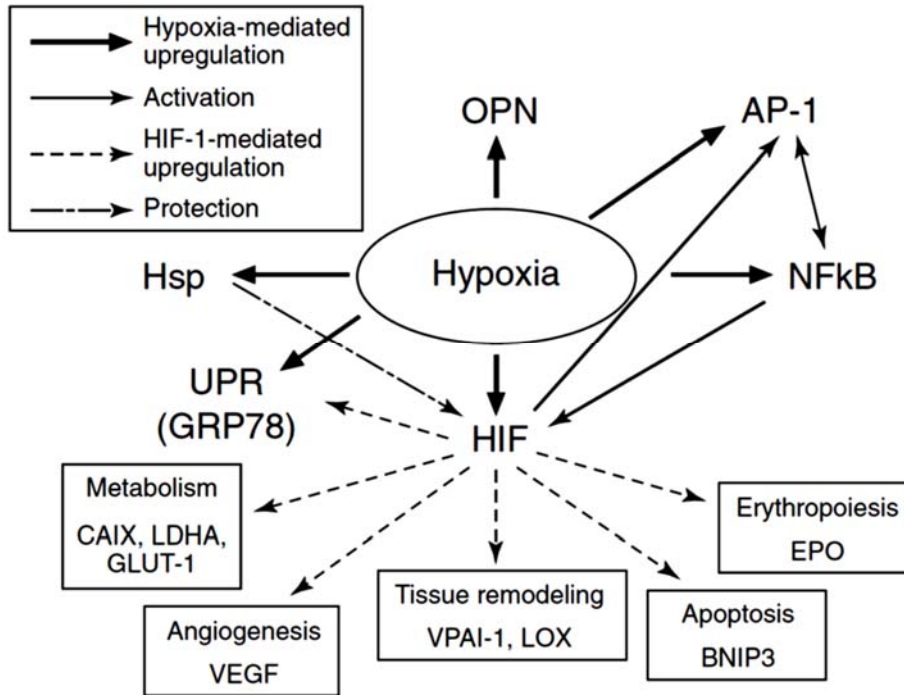 Hypoxia-mediated
upregulation
Activation
HIF-1-mediated
upregulation
Protection
OPN
AP-1
Hsp
Hypoxia
NFkB
UPR
(GRP78)
HIF
Metabolism
CAIX, LDHA,
GLUT-1
Erythropoiesis
EPO
Tissue remodeling
VPAI-1, LOX
Apoptosis
BNIP3
Angiogenesis
VEGF